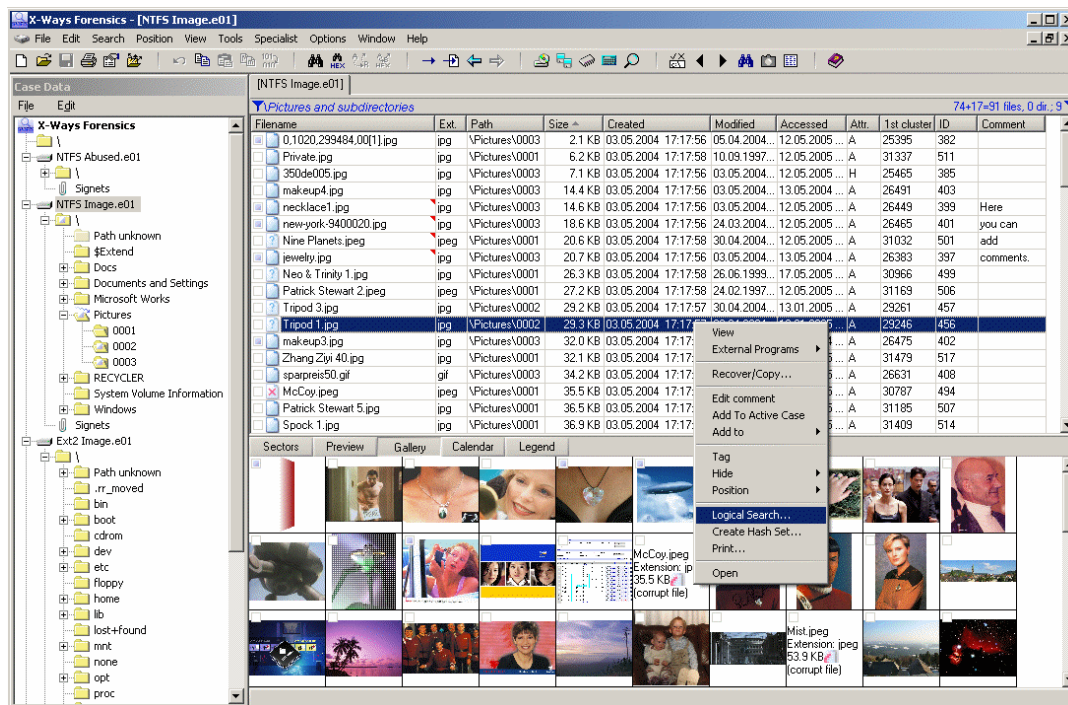 X-Ways Forensics - [NTFS Image.e01]
File Edit Search Position View Tools Specialist Options Window Help
Case Data
File Edit
X-Ways Forensics
\
NTFS Abused.e01
\
Signets
NTFS Image.e01
\
Path unknown
$Extend
Docs
Documents and Settings
Microsoft Works
Pictures
0001
0002
0003
RECYCLER
System Volume Information
Windows
Signets
Ext2 Image.e01
\
Path unknown
.rr_moved
bin
boot
cdrom
dev
etc
floppy
home
lib
lost+found
mnt
none
opt
proc
[NTFS Image.e01]
\Pictures and subdirectories 74+17=91 files, 0 dir.; 9
Filename Ext. Path Size Created Modified Accessed Attr. 1st cluster ID Comment
0,1020,299484,00[1].jpg jpg \Pictures\0003 2.1 KB 03.05.2004 17:17:56 05.04.2004... 12.05.2005 ... A 25395 382
Private.jpg jpg \Pictures\0001 6.2 KB 03.05.2004 17:17:58 10.09.1997... 12.05.2005 ... A 31337 511
350de005.jpg jpg \Pictures\0003 7.1 KB 03.05.2004 17:17:56 03.05.2004... 12.05.2005 ... H 25465 385
makeup4.jpg jpg \Pictures\0003 14.4 KB 03.05.2004 17:17:56 03.05.2004... 13.05.2004 ... A 26491 403
necklace1.jpg jpg \Pictures\0003 14.6 KB 03.05.2004 17:17:56 03.05.2004... 12.05.2005 ... A 26449 399 Here
new-york-9400020.jpg jpg \Pictures\0003 18.6 KB 03.05.2004 17:17:56 24.03.2004... 12.05.2005 ... A 26465 401 you can
Nine Planets.jpeg jpeg \Pictures\0001 20.6 KB 03.05.2004 17:17:58 30.04.2004... 12.05.2005 ... A 31032 501 add
jewelry.jpg jpg \Pictures\0003 20.7 KB 03.05.2004 17:17:56 03.05.2004... 13.05.2004 ... A 26383 397 comments.
Neo & Trinity 1.jpg jpg \Pictures\0001 26.3 KB 03.05.2004 17:17:58 26.06.1999... 17.05.2005 ... A 30966 499
Patrick Stewart 2.jpeg jpeg \Pictures\0001 27.2 KB 03.05.2004 17:17:58 24.02.1997... 12.05.2005 ... A 31169 506
Tripod 3.jpg jpg \Pictures\0002 29.2 KB 03.05.2004 17:17:57 30.04.2004... 13.01.2005 ... A 29261 457
Tripod 1.jpg jpg \Pictures\0002 29.3 KB 03.05.2004 A 29246 456
makeup3.jpg jpg \Pictures\0003 32.0 KB 03.05.2004 17:17: A 26475 402
Zhang Ziyi 40.jpg jpg \Pictures\0001 32.1 KB 03.05.2004 17:17: A 31479 517
sparpreis50.gif gif \Pictures\0003 34.2 KB 03.05.2004 17:17: A 26631 408
McCoy.jpeg jpeg \Pictures\0001 35.5 KB 03.05.2004 17:17: A 30787 494
Patrick Stewart 5.jpg jpg \Pictures\0001 36.5 KB 03.05.2004 17:17: A 31185 507
Spock 1.jpg jpg \Pictures\0001 36.9 KB 03.05.2004 17:17: A 31409 514
View
External Programs
Recover/Copy...
Edit comment
Add To Active Case
Add to
Tag
Hide
Position
Logical Search...
Create Hash Set...
Print...
Open
Sectors Preview Gallery Calendar Legend
McCoy.jpeg
Extension: jp
35.5 KB
(corrupt file)
Mist.jpeg
Extension: jpeg
53.9 KB
(corrupt file)